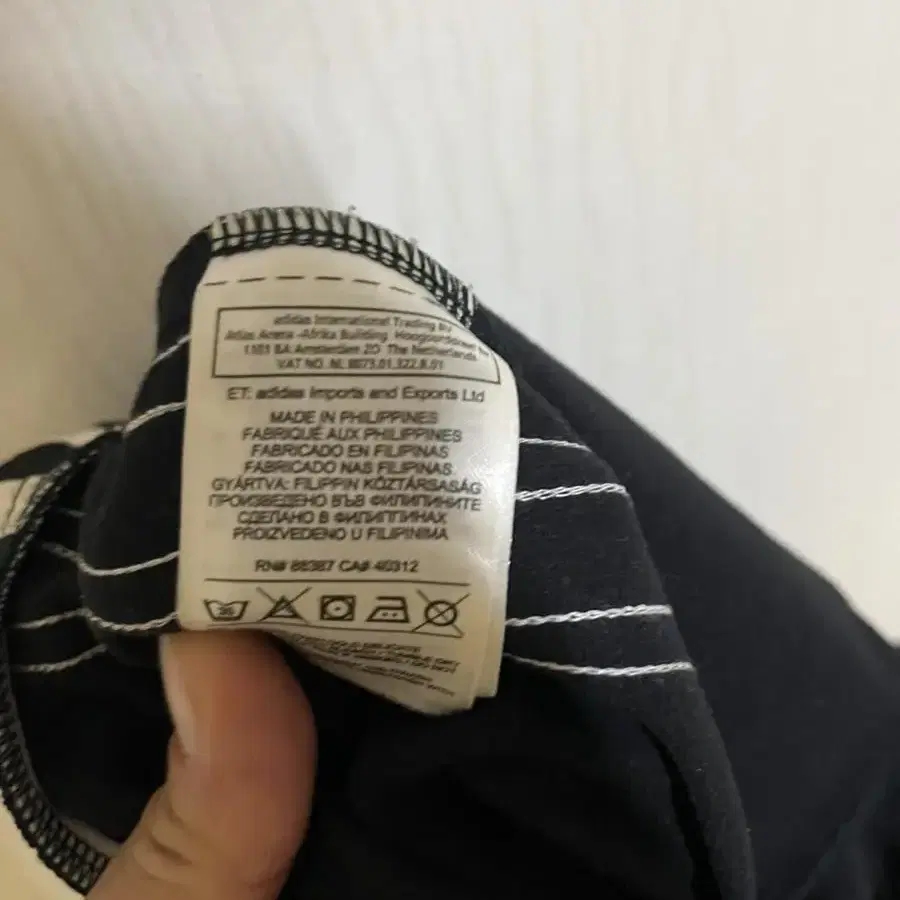 adidas International Trading BV
Atlas Arena -Afrika Building Hoogoorddreef
1101 BA Amsterdam ZO The Netherlands
VAT NO. NL 8073.01.322.B.01
ET: adidas Imports and Exports Ltd
MADE IN PHILIPPINES
FABRIQUÉ AUX PHILIPPINES
FABRICADO EN FILIPINAS
FABRICADO NAS FILIPINAS
GYÁRTVA: FILIPPIN KÖZTÁRSASÁG
ПРОИЗВЕДЕНО ВЪВ ФИЛИПИНИТЕ
СДЕЛАНО В ФИЛИППИНАХ
PROIZVEDENO U FILIPINIMA
RN# 88387 CA# 40312
30